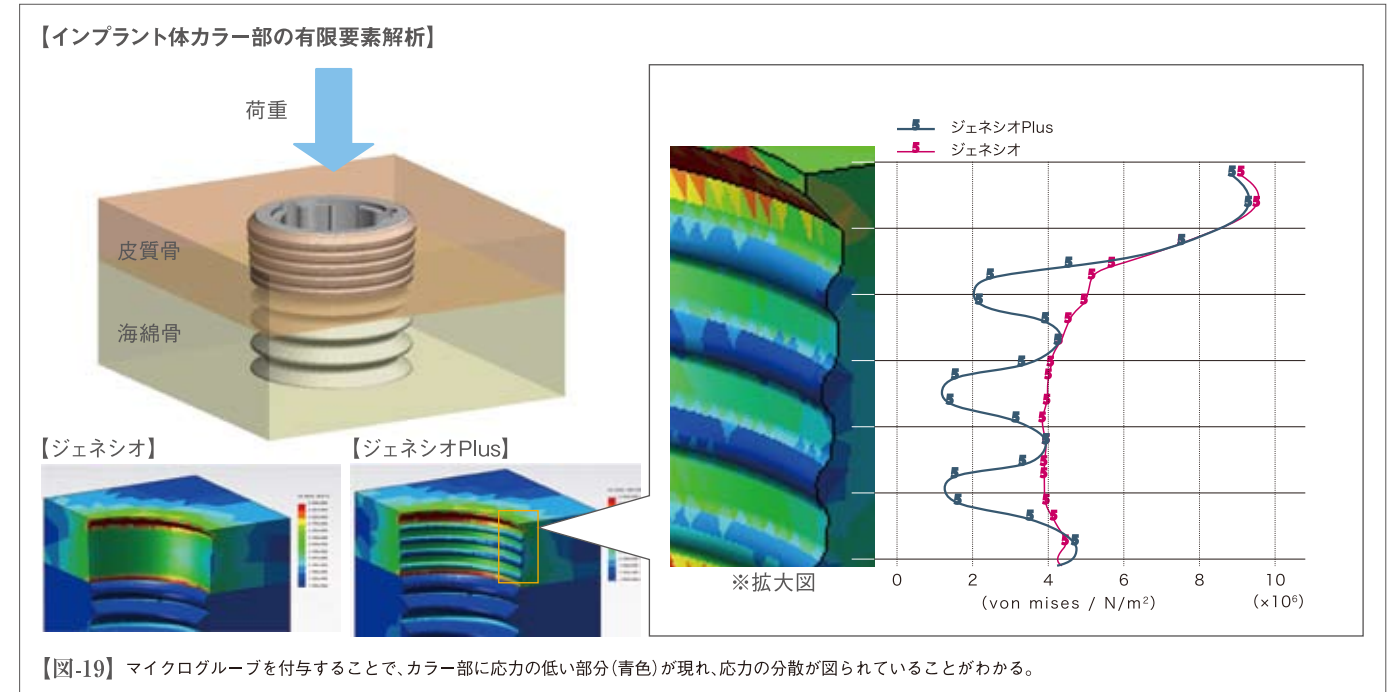 【インプラント体カラー部の有限要素解析】
荷重
皮質骨
海綿骨
【ジェネシオ】
【ジェネシオPlus】
5 ジェネシオPlus
5 ジェネシオ
※拡大図
0 2 4 6 8 10
(von mises / N/m²)
(×10⁶)
【図-19】マイクログルーブを付与することで、カラー部に応力の低い部分(青色)が現れ、応力の分散が図られていることがわかる。